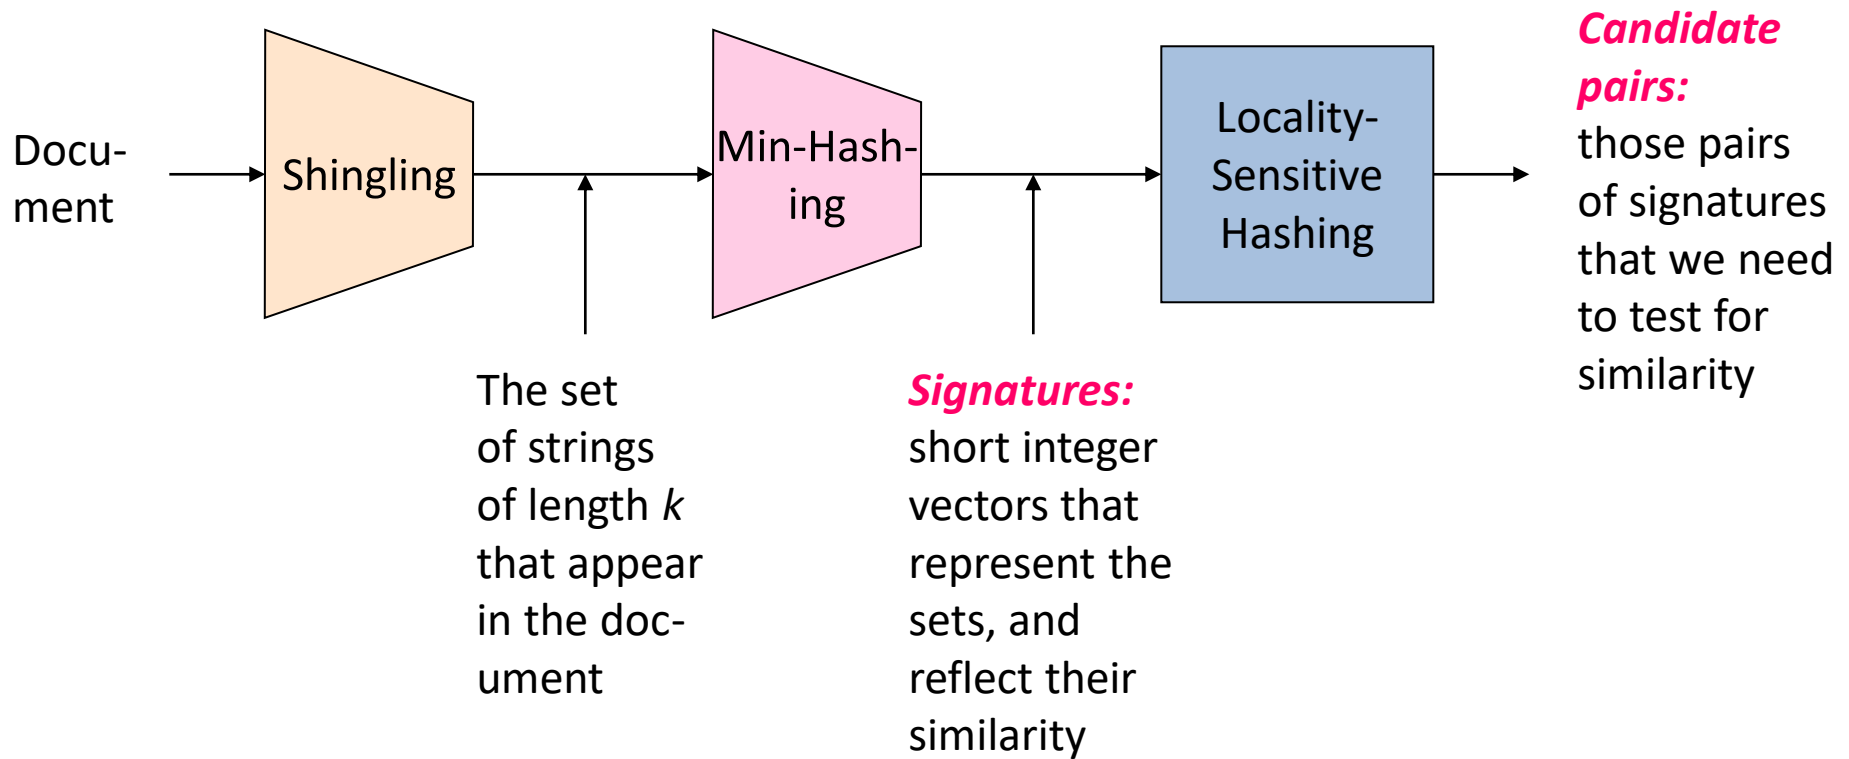 Docu-
ment
Shingling
The set
of strings
of length k
that appear
in the doc-
ument
Min-Hash-
ing
Signatures:
short integer
vectors that
represent the
sets, and
reflect their
similarity
Locality-
Sensitive
Hashing
Candidate
pairs:
those pairs
of signatures
that we need
to test for
similarity